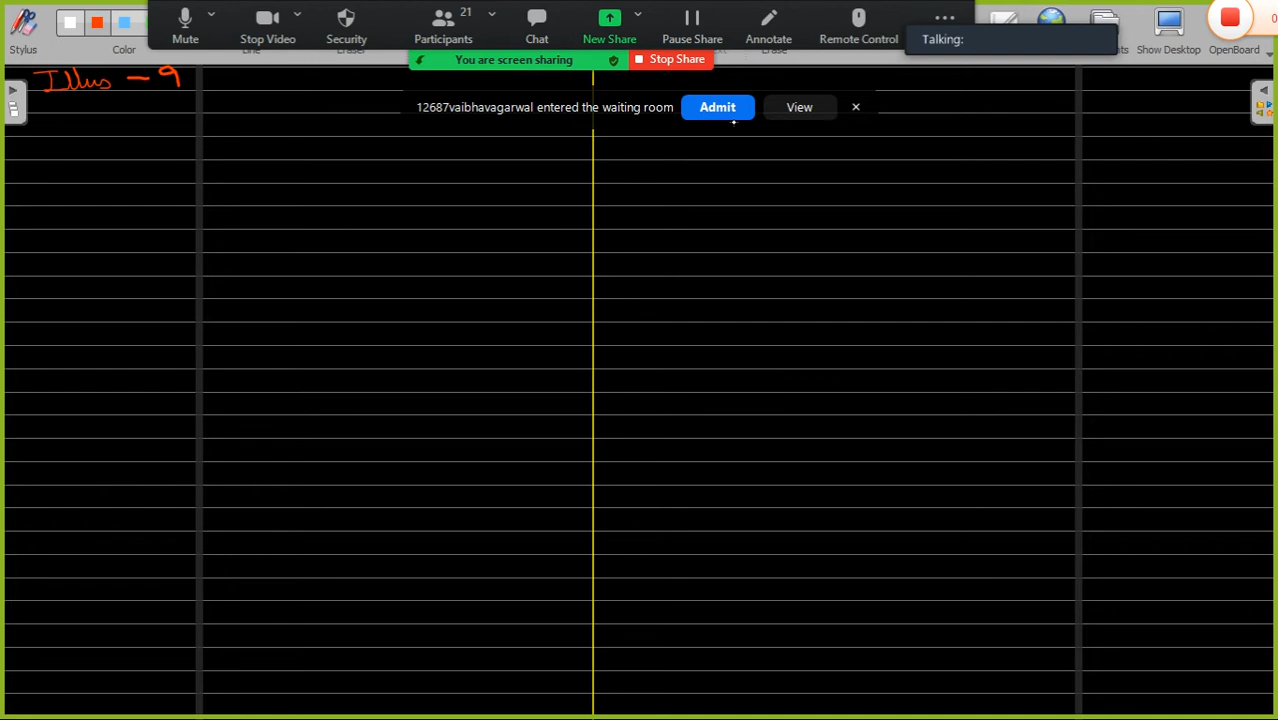 21
Mute
Stop Video
Security
Participants
Chat
New Share
Pause Share
Annotate
Remote Control
Talking:
Stylus
Color
Show Desktop
OpenBoard
You are screen sharing
Stop Share
Illus - 9
12687vaibhavagarwal entered the waiting room
Admit
View